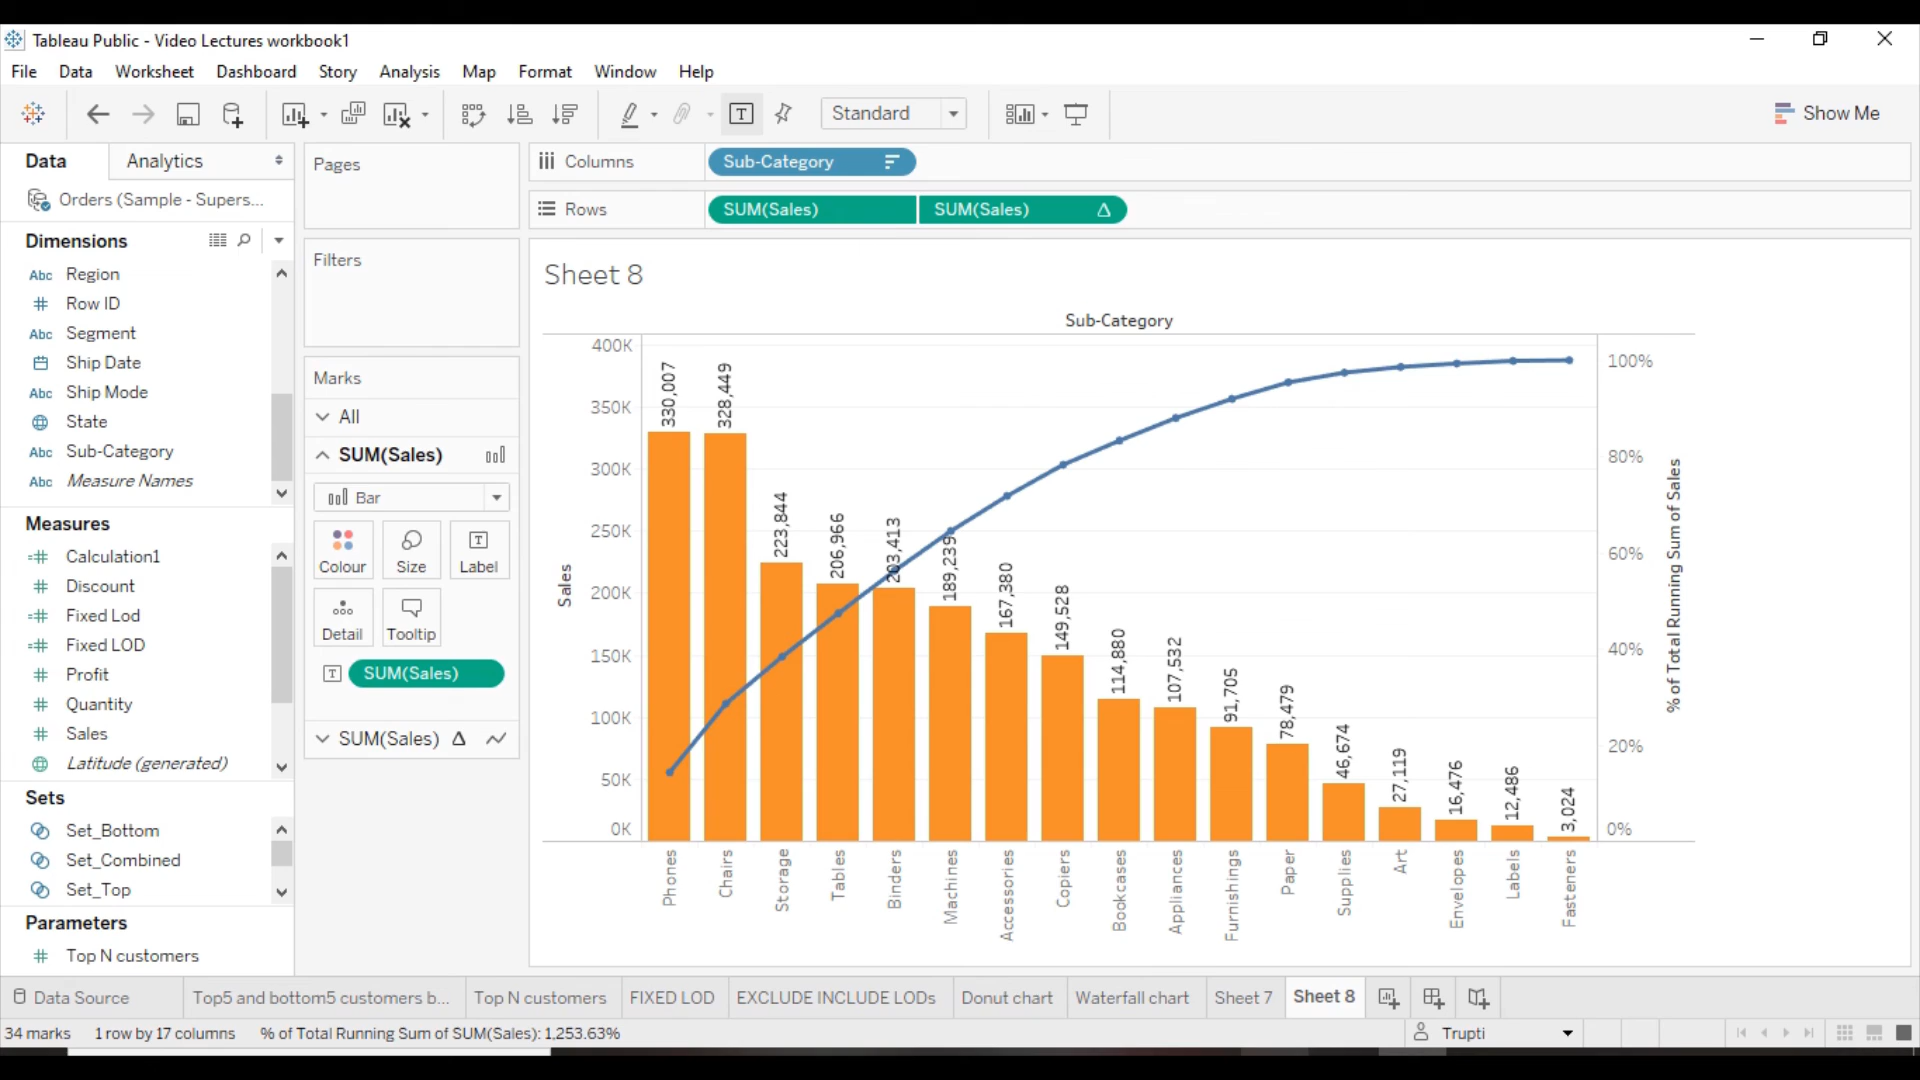 Tableau Public - Video Lectures workbook1
File Data Worksheet Dashboard Story Analysis Map Format Window Help
Standard
Show Me
Data Analytics
Orders (Sample - Supers...
Dimensions
Abc Region
Row ID
Abc Segment
Ship Date
Abc Ship Mode
State
Abc Sub-Category
Abc Measure Names
Measures
Calculation1
Discount
Fixed Lod
Fixed LOD
Profit
Quantity
Sales
Latitude (generated)
Sets
Set_Bottom
Set_Combined
Set_Top
Parameters
Top N customers
Pages
Filters
Marks
All
SUM(Sales)
Bar
Colour Size Label
Detail Tooltip
SUM(Sales)
SUM(Sales)
Columns Sub-Category
Rows SUM(Sales) SUM(Sales)
Sheet 8
Sub-Category
Sales
400K
350K
300K
250K
200K
150K
100K
50K
0K
330,007
328,449
223,844
206,966
203,413
189,239
167,380
149,528
114,880
107,532
91,705
78,479
46,674
27,119
16,476
12,486
3,024
100%
80%
60%
40%
20%
0%
% of Total Running Sum of Sales
Phones
Chairs
Storage
Tables
Binders
Machines
Accessories
Copiers
Bookcases
Appliances
Furnishings
Paper
Supplies
Art
Envelopes
Labels
Fasteners
Data Source Top5 and bottom5 customers b... Top N customers FIXED LOD EXCLUDE INCLUDE LODs Donut chart Waterfall chart Sheet 7 Sheet 8
34 marks 1 row by 17 columns % of Total Running Sum of SUM(Sales): 1,253.63% Trupti